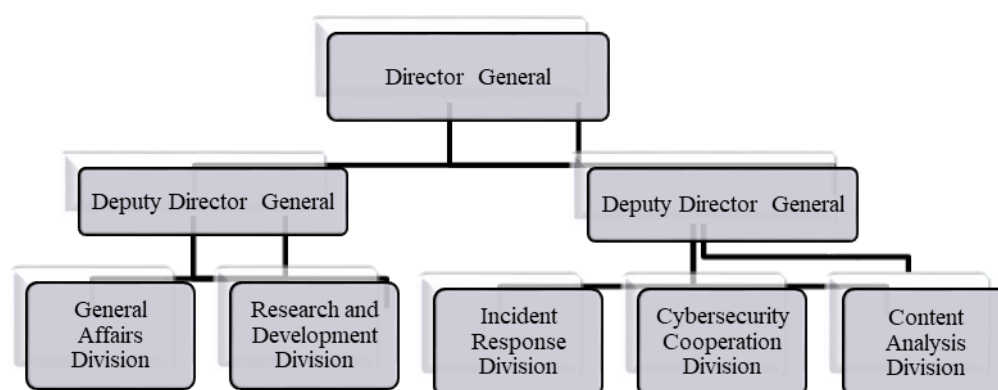 Director General
Deputy Director General
Deputy Director General
General
Affairs
Division
Research and
Development
Division
Incident
Response
Division
Cybersecurity
Cooperation
Division
Content
Analysis
Division